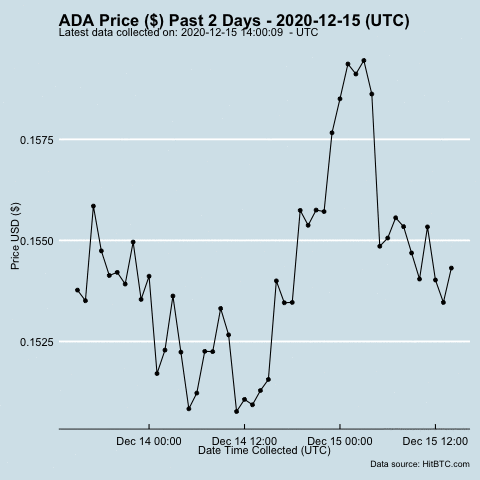 ADA Price ($) Past 2 Days - 2020-12-15 (UTC)
Latest data collected on: 2020-12-15 14:00:09 - UTC
0.1575
0.1550
0.1525
Price USD ($)
Dec 14 00:00 Dec 14 12:00 Dec 15 00:00 Dec 15 12:00
Date Time Collected (UTC)
Data source: HitBTC.com